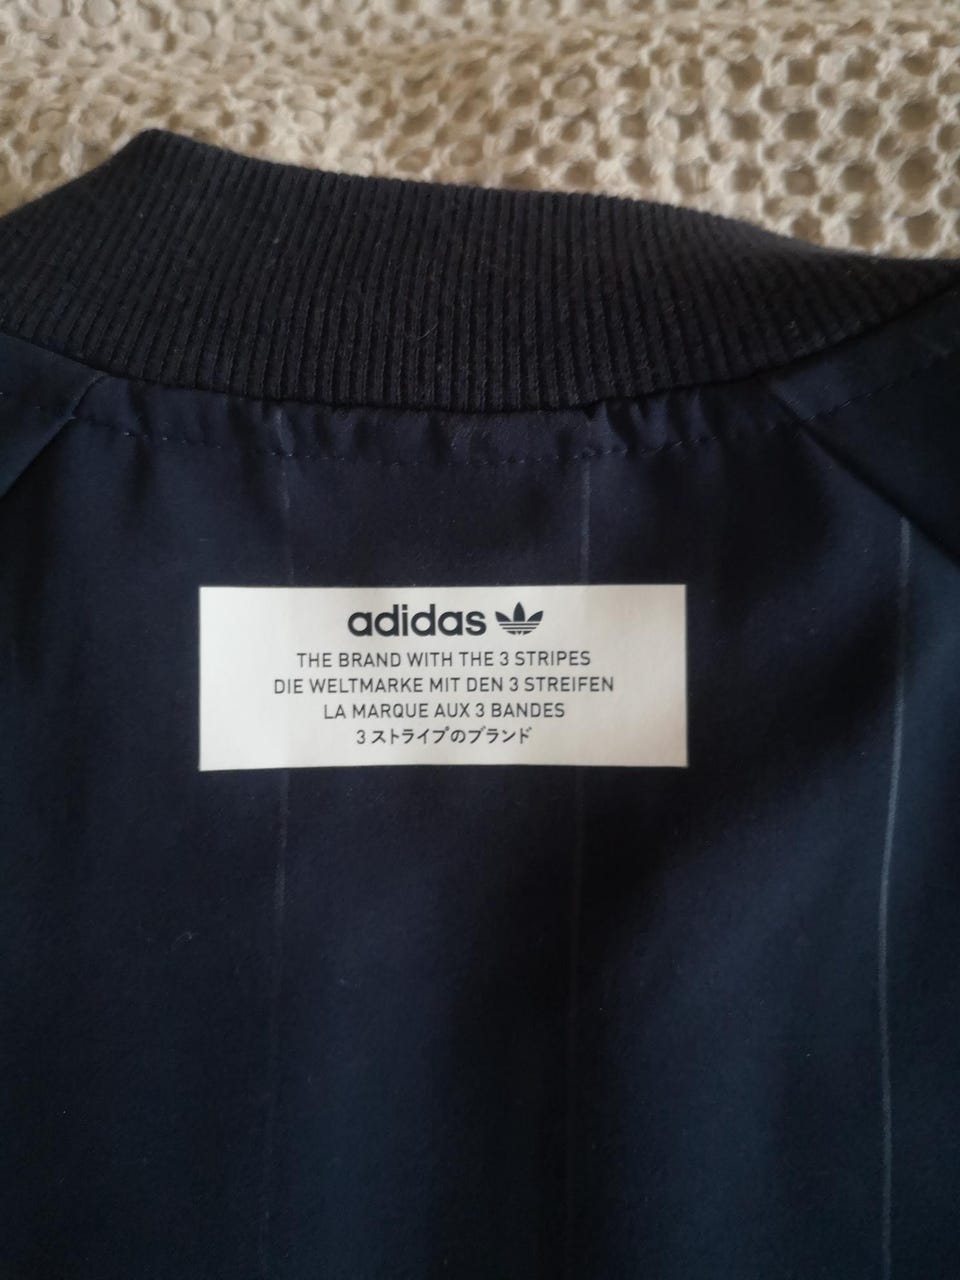 adidas
THE BRAND WITH THE 3 STRIPES
DIE WELTMARKE MIT DEN 3 STREIFEN
LA MARQUE AUX 3 BANDES
3 ストライプのブランド